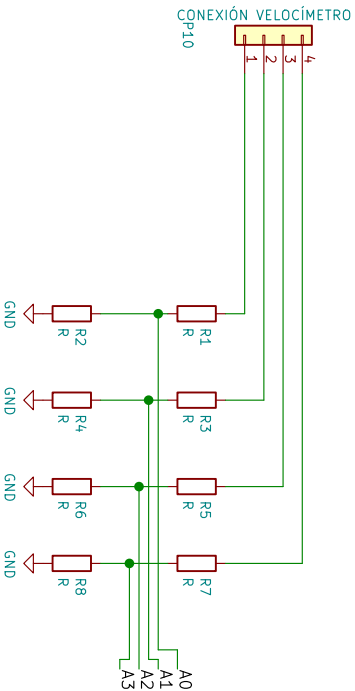 CONEXIÓN VELOCÍMETRO
P10
1
2
3
4
GND
R2
R
R1
R
GND
R4
R
R3
R
GND
R6
R
R5
R
GND
R8
R
R7
R
A0
A1
A2
A3